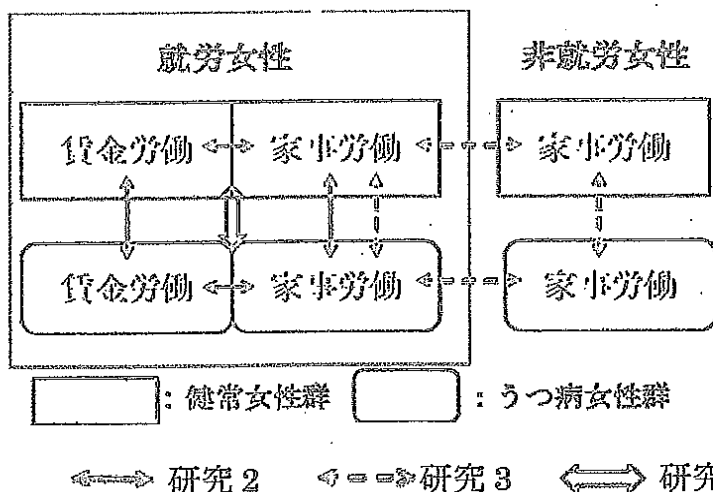 就労女性 非就労女性
賃金労働 家事労働 家事労働
賃金労働 家事労働 家事労働
: 健常女性群 : うつ病女性群
研究2 研究3 研究